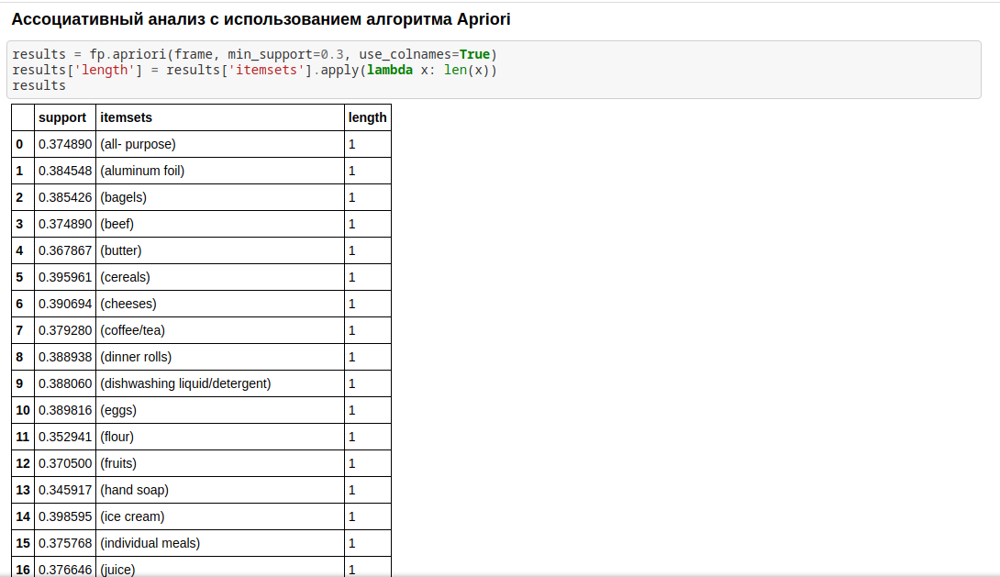 Ассоциативный анализ с использованием алгоритма Apriori
results = fp.apriori(frame, min_support=0.3, use_colnames=True)
results['length'] = results['itemsets'].apply(lambda x: len(x))
results
support itemsets length
0 0.374890 (all- purpose) 1
1 0.384548 (aluminum foil) 1
2 0.385426 (bagels) 1
3 0.374890 (beef) 1
4 0.367867 (butter) 1
5 0.395961 (cereals) 1
6 0.390694 (cheeses) 1
7 0.379280 (coffee/tea) 1
8 0.388938 (dinner rolls) 1
9 0.388060 (dishwashing liquid/detergent) 1
10 0.389816 (eggs) 1
11 0.352941 (flour) 1
12 0.370500 (fruits) 1
13 0.345917 (hand soap) 1
14 0.398595 (ice cream) 1
15 0.375768 (individual meals) 1
16 0.376646 (juice) 1